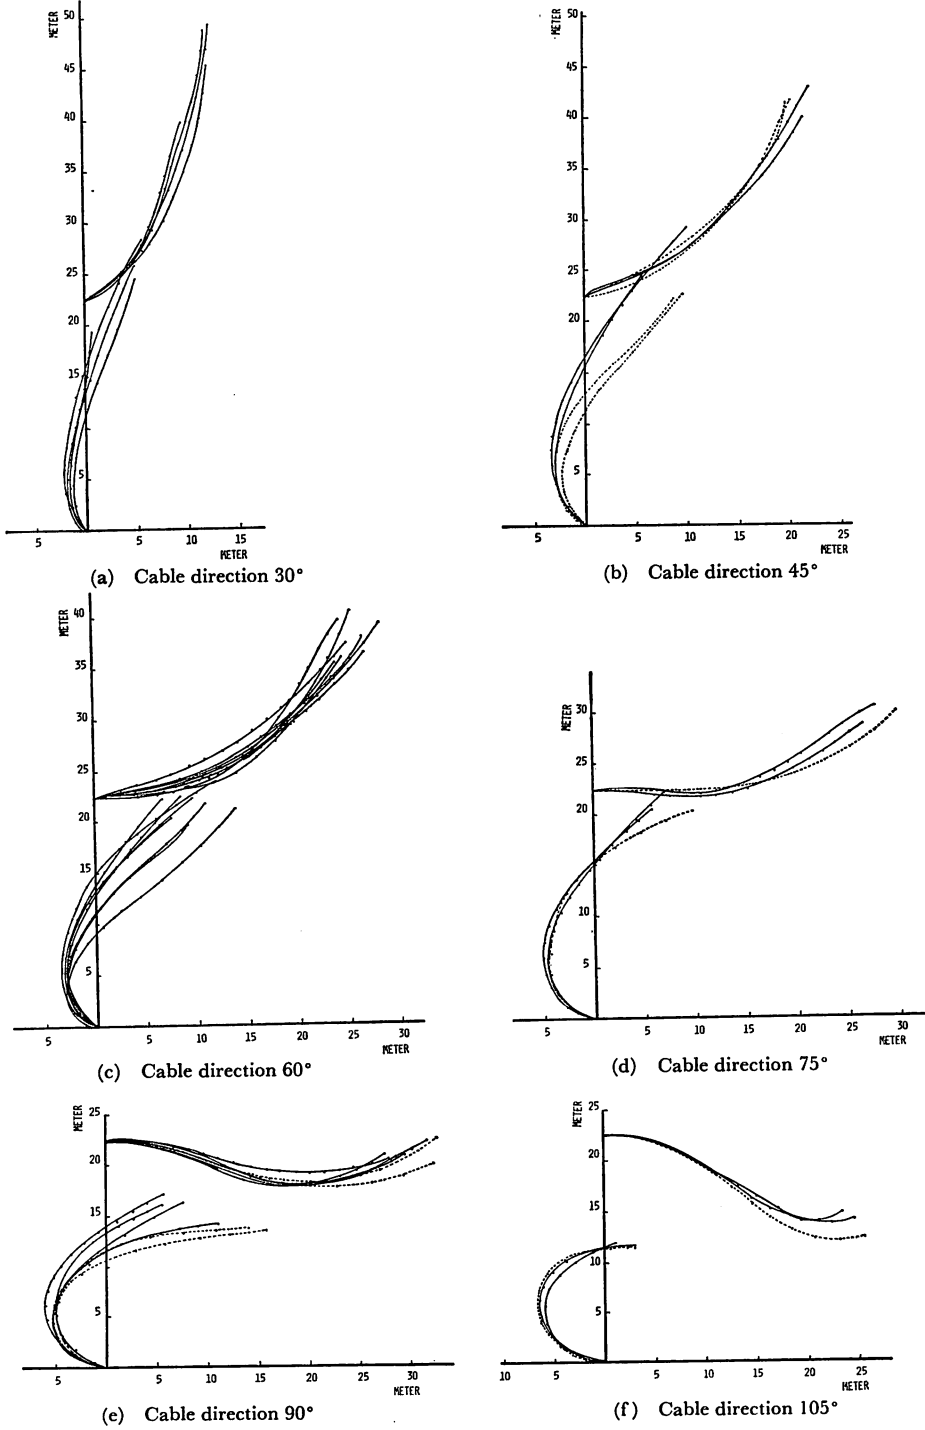 METER
50
45
40
35
30
25
20
15
5
5 5 10 15
METER
(a) Cable direction 30°
METER
50
45
40
35
30
25
20
5
5 5 10 15 20 25
METER
(b) Cable direction 45°
METER
40
35
30
25
20
15
5
5 5 10 15 20 25 30
METER
(c) Cable direction 60°
METER
30
25
20
10
5
5 5 10 15 20 25 30
METER
(d) Cable direction 75°
METER
25
20
15
5
5 5 10 15 20 25 30
METER
(e) Cable direction 90°
METER
25
20
15
10
5
10 5 5 10 15 20 25
METER
(f) Cable direction 105°